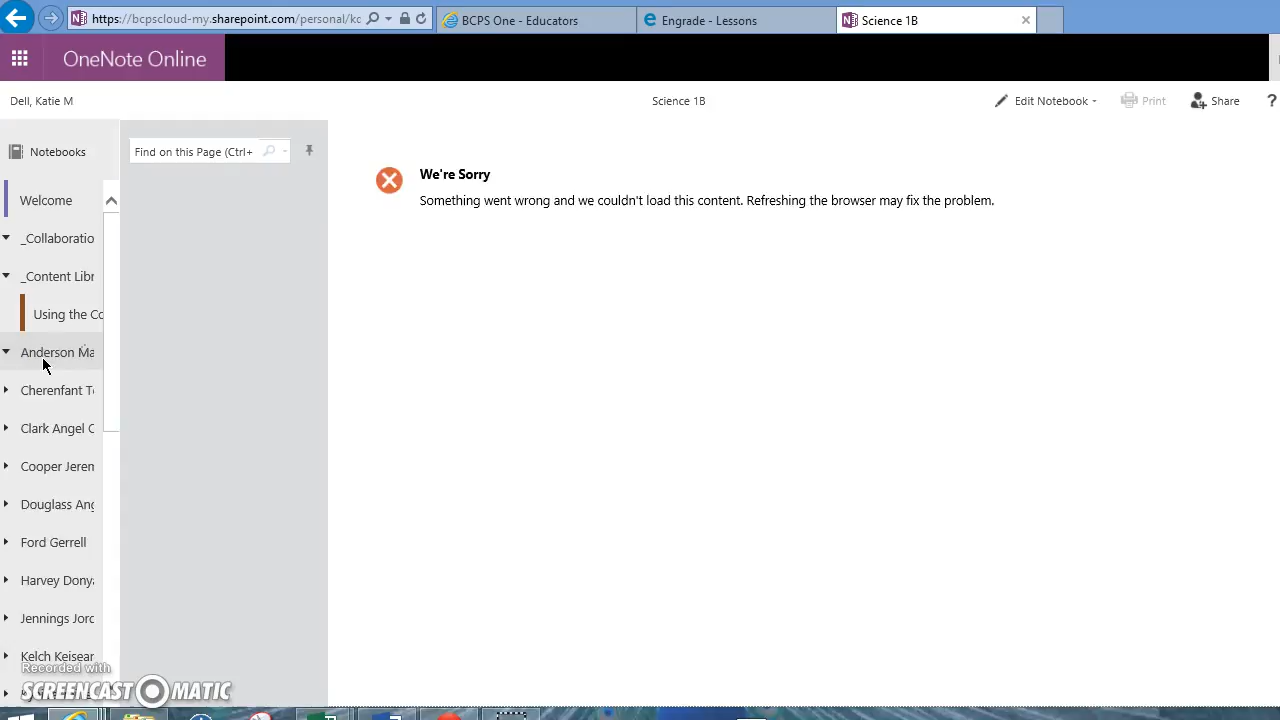 https://bcpscloud-my.sharepoint.com/personal/kc
BCPS One - Educators
Engrade - Lessons
Science 1B
OneNote Online
Dell, Katie M
Science 1B
Edit Notebook
Print
Share
?
Notebooks
Find on this Page (Ctrl+
Welcome
_Collaboratio
_Content Libr
Using the Co
Anderson Ma
Cherenfant T
Clark Angel C
Cooper Jerem
Douglass Ang
Ford Gerrell
Harvey Donya
Jennings Jord
Kelch Keisean
We're Sorry
Something went wrong and we couldn't load this content. Refreshing the browser may fix the problem.
Recorded with
SCREENCAST MATIC